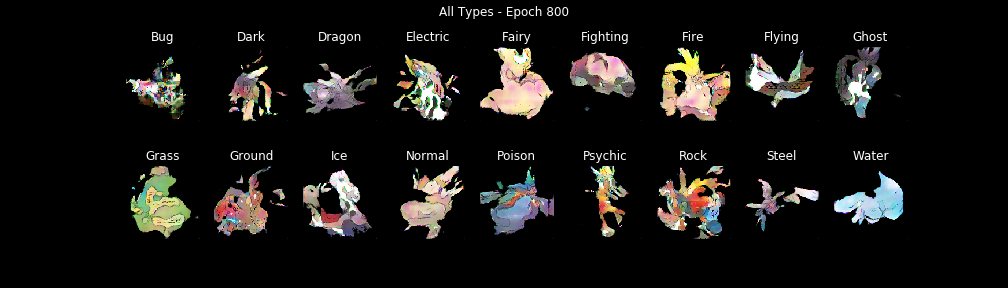 All Types - Epoch 800
Bug Dark Dragon Electric Fairy Fighting Fire Flying Ghost
Grass Ground Ice Normal Poison Psychic Rock Steel Water